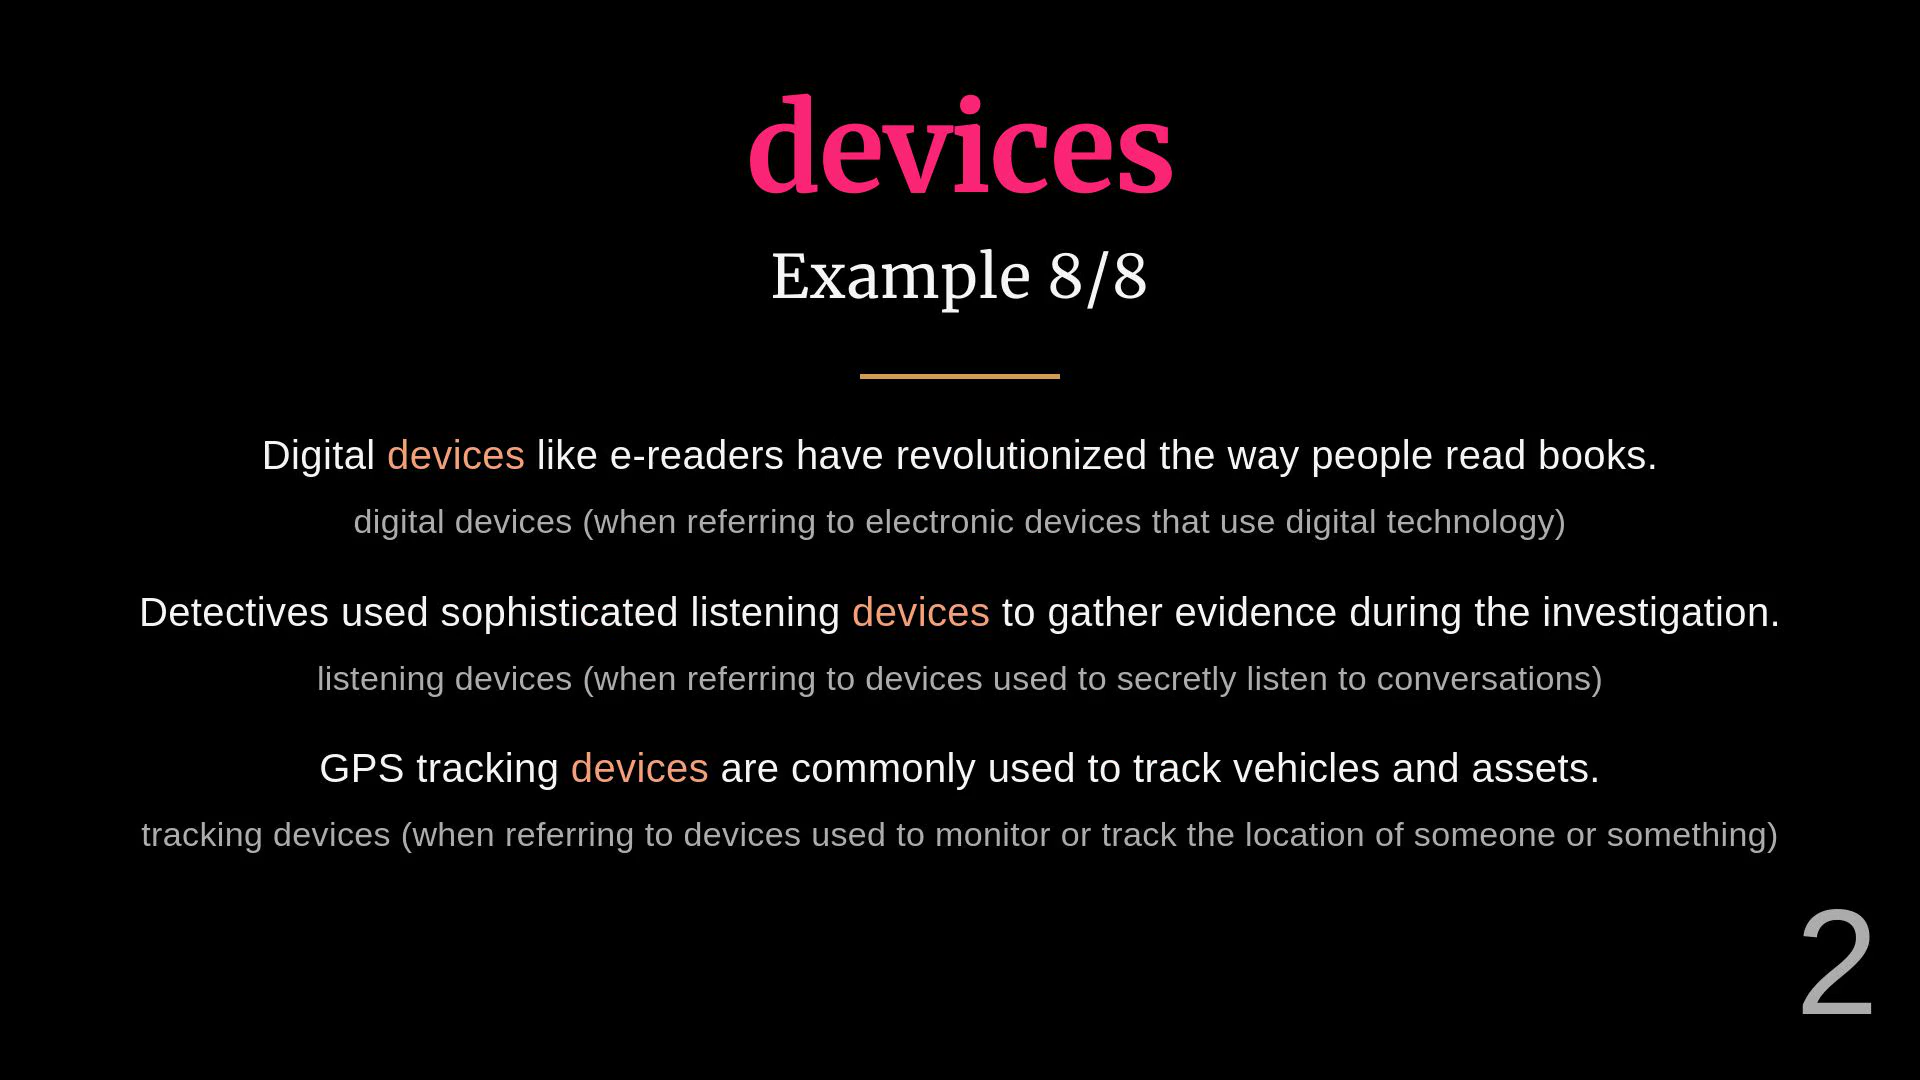 devices
Example 8/8
Digital devices like e-readers have revolutionized the way people read books.
digital devices (when referring to electronic devices that use digital technology)
Detectives used sophisticated listening devices to gather evidence during the investigation.
listening devices (when referring to devices used to secretly listen to conversations)
GPS tracking devices are commonly used to track vehicles and assets.
tracking devices (when referring to devices used to monitor or track the location of someone or something)
2